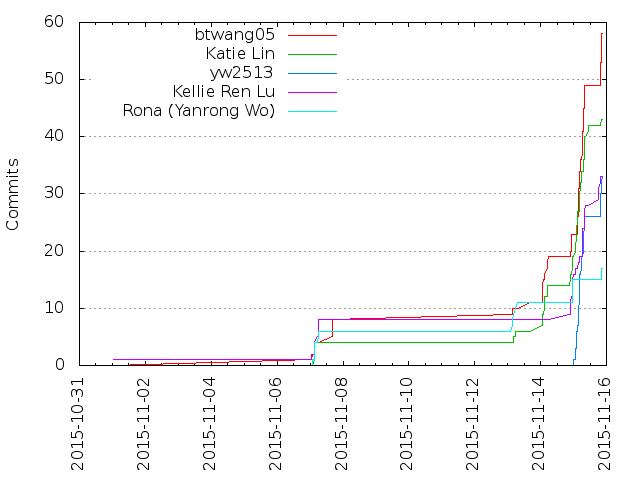 60
btwang05
Katie Lin
yw2513
50
Kellie Ren Lu
Rona (Yanrong Wo)
40
Commits
30
20
10
0
2015-10-31
2015-11-02
2015-11-04
2015-11-06
2015-11-08
2015-11-10
2015-11-12
2015-11-14
2015-11-16